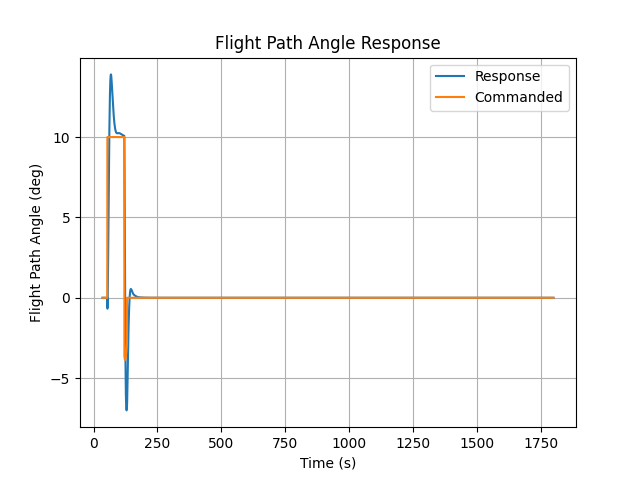 Flight Path Angle Response
Response
Commanded
Flight Path Angle (deg)
10
5
0
−5
0 250 500 750 1000 1250 1500 1750
Time (s)